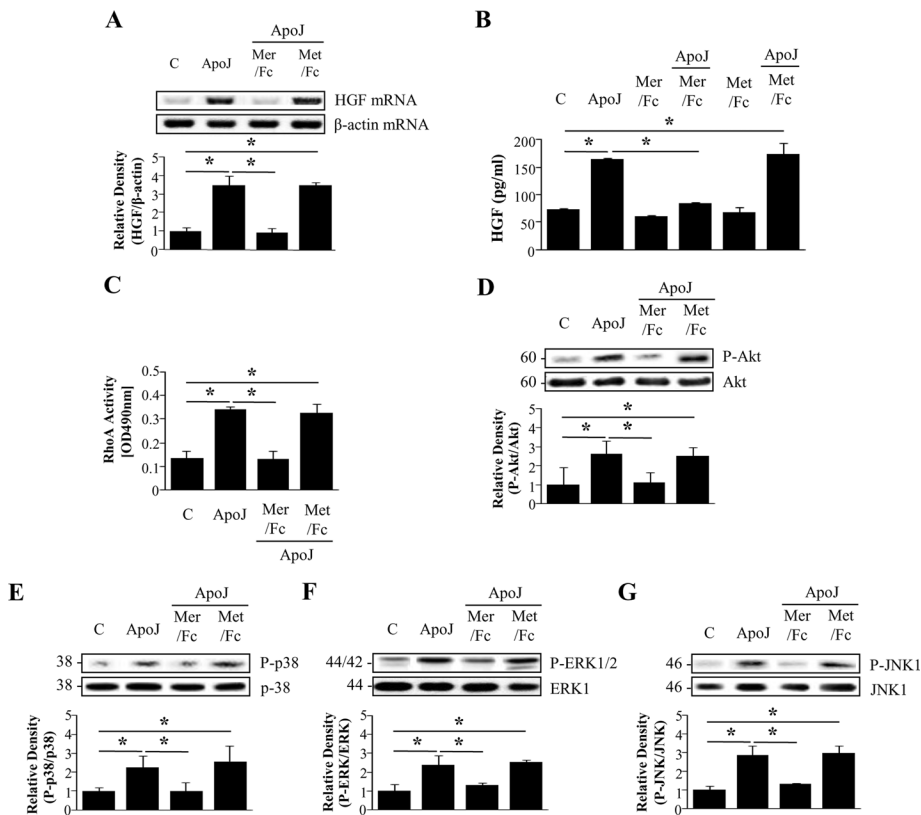 A
ApoJ
C ApoJ Mer /Fc Met /Fc
HGF mRNA
β-actin mRNA
* * *
Relative Density (HGF/β-actin)
5
4
3
2
1
0
B
ApoJ ApoJ
C ApoJ Mer /Fc Mer /Fc Met /Fc Met /Fc
* * *
HGF (pg/ml)
200
150
100
50
0
C
* * *
RhoA Activity [OD490nm]
0.4
0.3
0.2
0.1
0
C ApoJ Mer /Fc Met /Fc
ApoJ
D
ApoJ
C ApoJ Mer /Fc Met /Fc
60 P-Akt
60 Akt
* * *
Relative Density (P-Akt/Akt)
5
4
3
2
1
0
E
ApoJ
C ApoJ Mer /Fc Met /Fc
38 P-p38
38 p-38
* * *
Relative Density (P-p38/p38)
5
4
3
2
1
0
F
ApoJ
C ApoJ Mer /Fc Met /Fc
44/42 P-ERK1/2
44 ERK1
* * *
Relative Density (P-ERK/ERK)
5
4
3
2
1
0
G
ApoJ
C ApoJ Mer /Fc Met /Fc
46 P-JNK1
46 JNK1
* * *
Relative Density (P-JNK/JNK)
5
4
3
2
1
0